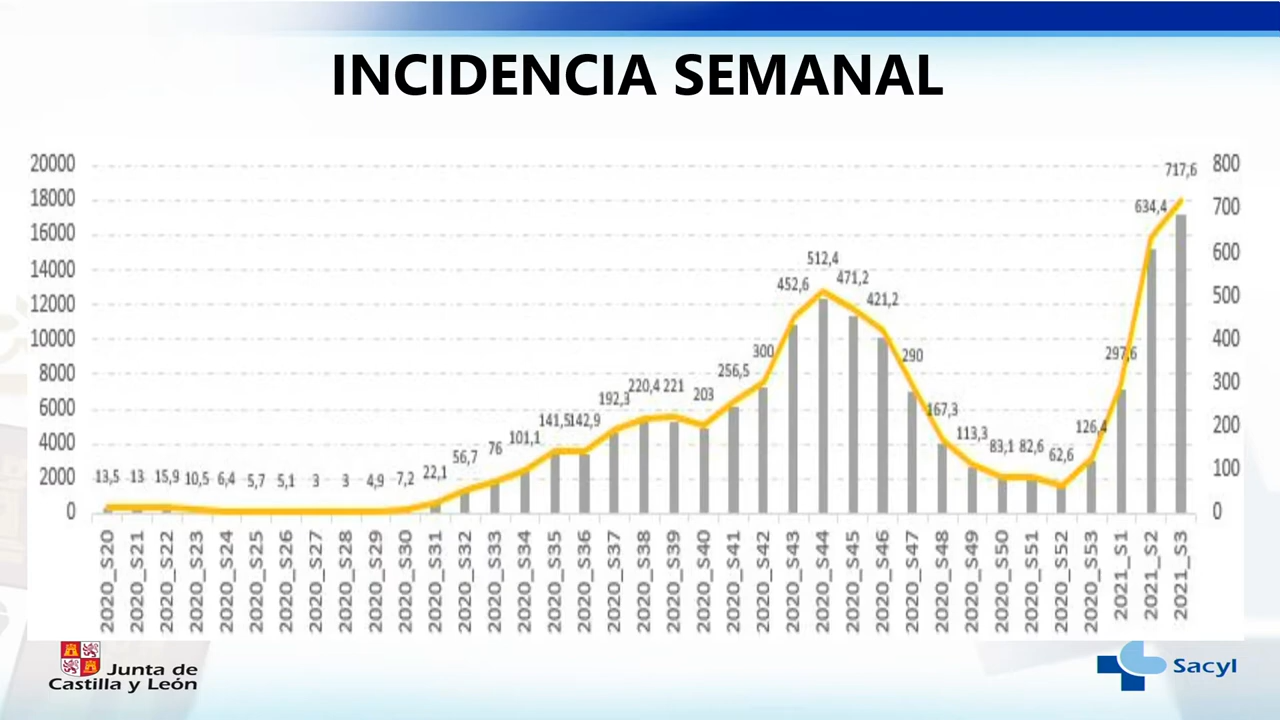 INCIDENCIA SEMANAL
20000
18000
16000
14000
12000
10000
8000
6000
4000
2000
0
800
700
600
500
400
300
200
100
0
13,5 13 15,9 10,5 6,4 5,7 5,1 3 3 4,9 7,2 22,1 56,7 76 101,1 141,5 142,9 192,3 220,4 221 203 256,5 300 452,6 512,4 471,2 421,2 290 167,3 113,3 83,1 82,6 62,6 126,4 297,6 634,4 717,6
2020_S20
2020_S21
2020_S22
2020_S23
2020_S24
2020_S25
2020_S26
2020_S27
2020_S28
2020_S29
2020_S30
2020_S31
2020_S32
2020_S33
2020_S34
2020_S35
2020_S36
2020_S37
2020_S38
2020_S39
2020_S40
2020_S41
2020_S42
2020_S43
2020_S44
2020_S45
2020_S46
2020_S47
2020_S48
2020_S49
2020_S50
2020_S51
2020_S52
2020_S53
2021_S1
2021_S2
2021_S3
Junta de
Castilla y León
Sacyl